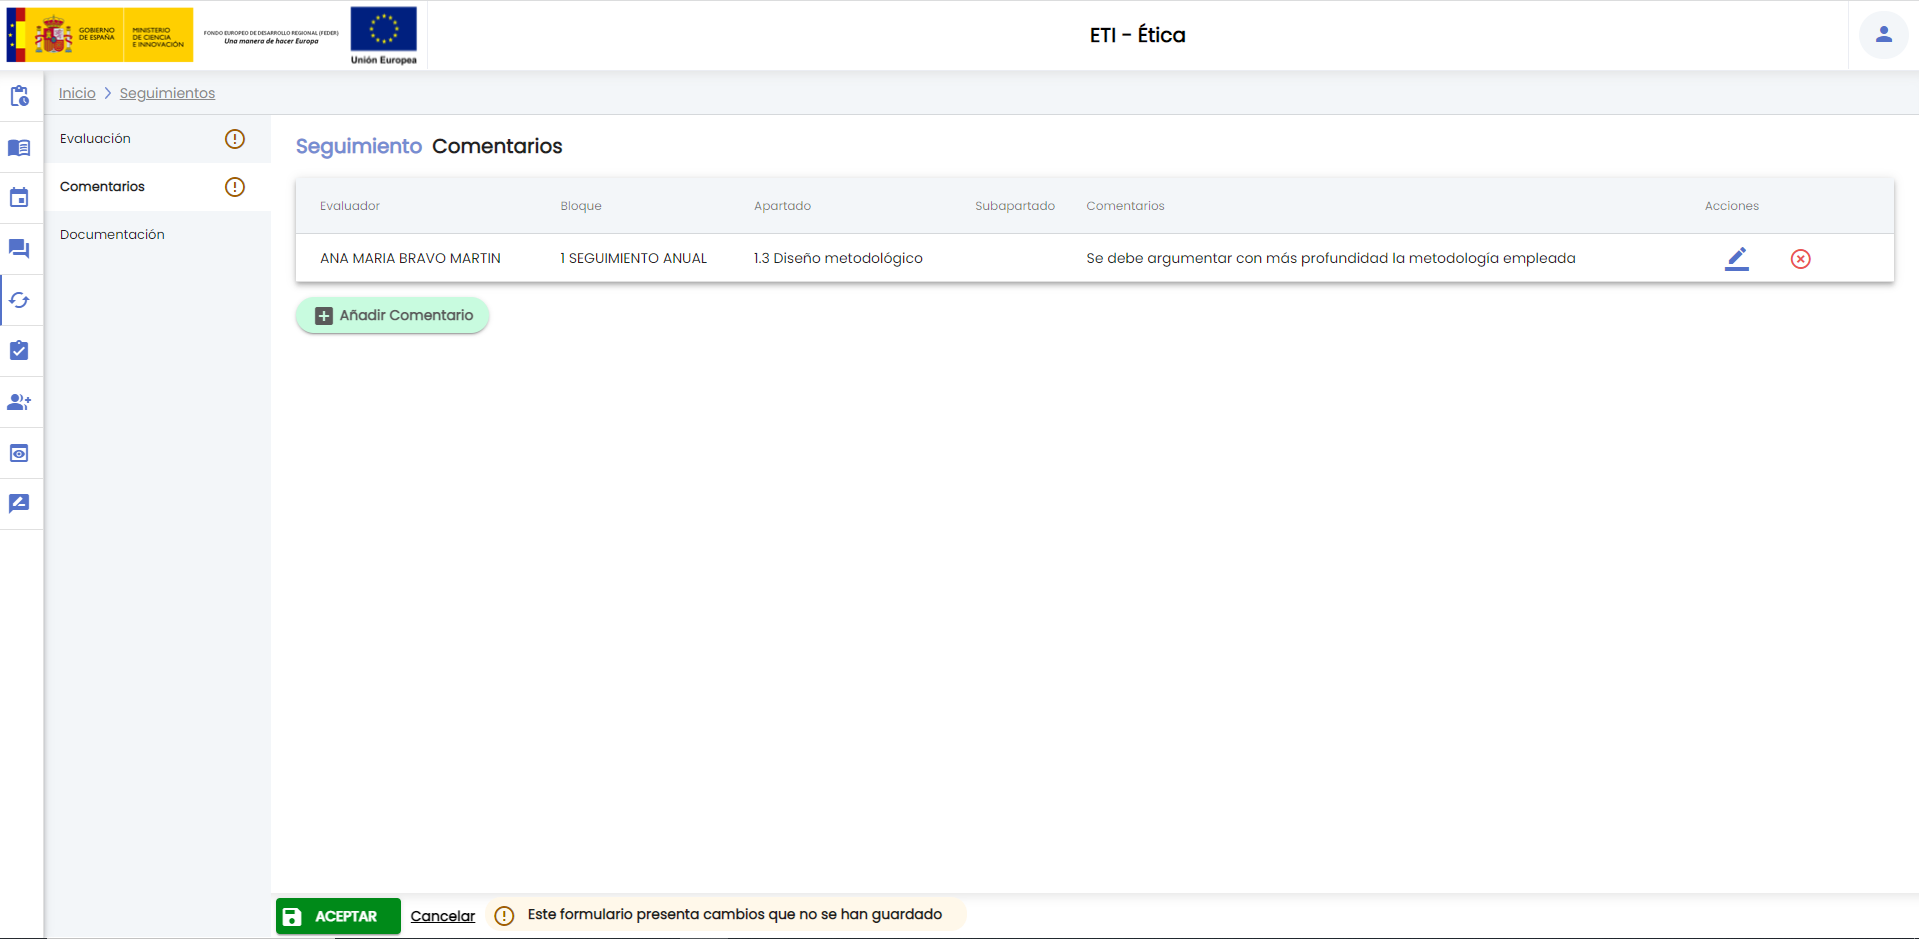 GOBIERNO
DE ESPAÑA
MINISTERIO
DE CIENCIA
E INNOVACIÓN
FONDO EUROPEO DE DESARROLLO REGIONAL (FEDER)
Una manera de hacer Europa
Unión Europea
ETI - Ética
Inicio Seguimientos
Evaluación
Comentarios
Documentación
Seguimiento Comentarios
Evaluador Bloque Apartado Subapartado Comentarios Acciones
ANA MARIA BRAVO MARTIN 1 SEGUIMIENTO ANUAL 1.3 Diseño metodológico Se debe argumentar con más profundidad la metodología empleada
Añadir Comentario
ACEPTAR Cancelar Este formulario presenta cambios que no se han guardado